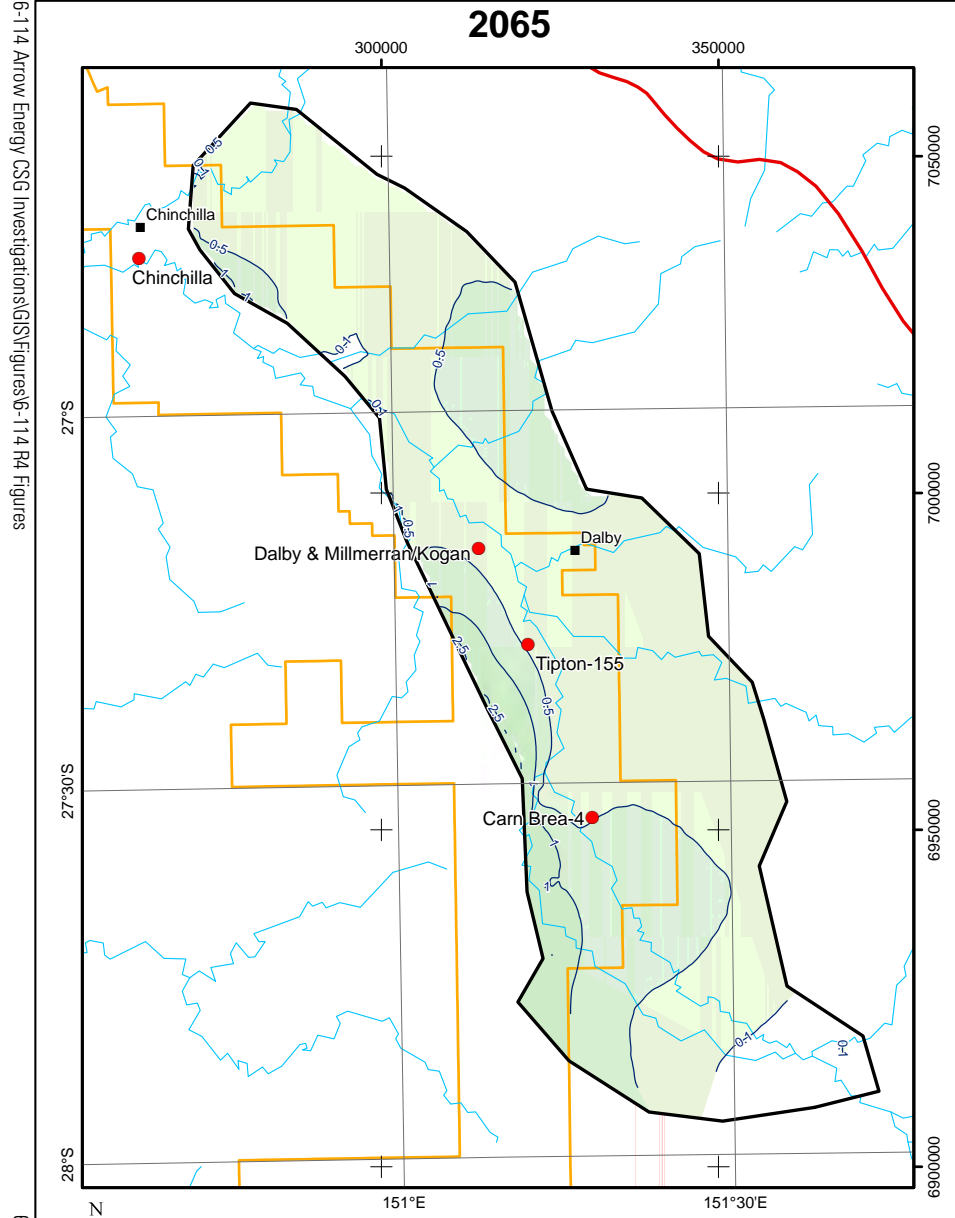 2065
300000
350000
6-114 Arrow Energy CSG Investigations\GIS\Figures\6-114 R4 Figures
0-5
0-1
-1
Chinchilla
0-5
Chinchilla
-1
-1
0-1
0-5
0-1
27°S
7050000
7000000
-1
0-5
Dalby
Dalby & Millmerran/Kogan
-1
2-5
Tipton-155
2-5
0-5
27°30'S
Carn Brea-4
6950000
-1
-1
0-1
0-1
28°S
6900000
N
151°E
151°30'E